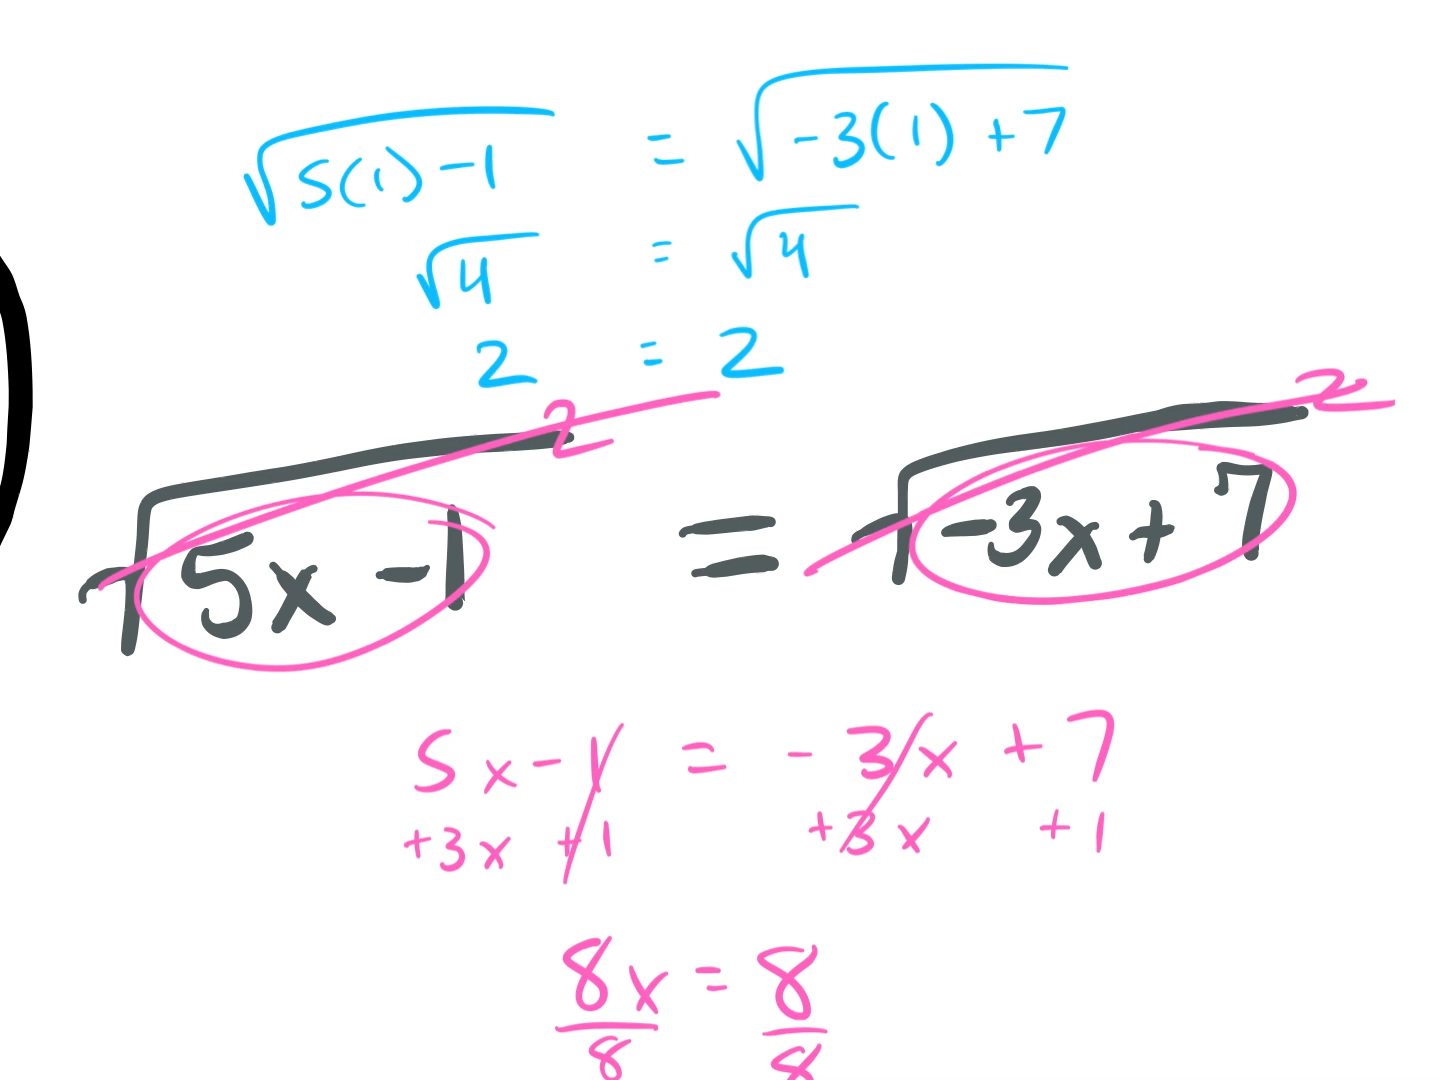 √5(1)-1 = √-3(1)+7
√4 = √4
2 = 2
√5x-1² = √-3x+7²
5x-1 = -3x+7
+3x +1 +3x +1
8x = 8
8 8